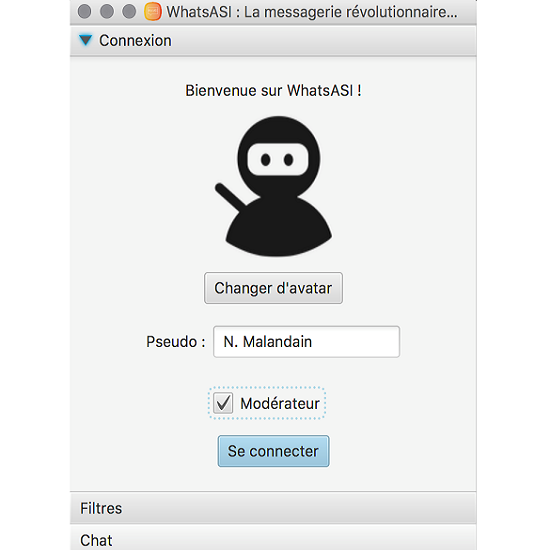 WhatsASI : La messagerie révolutionnaire...
Connexion
Bienvenue sur WhatsASI !
Changer d'avatar
Pseudo : N. Malandain
Modérateur
Se connecter
Filtres
Chat